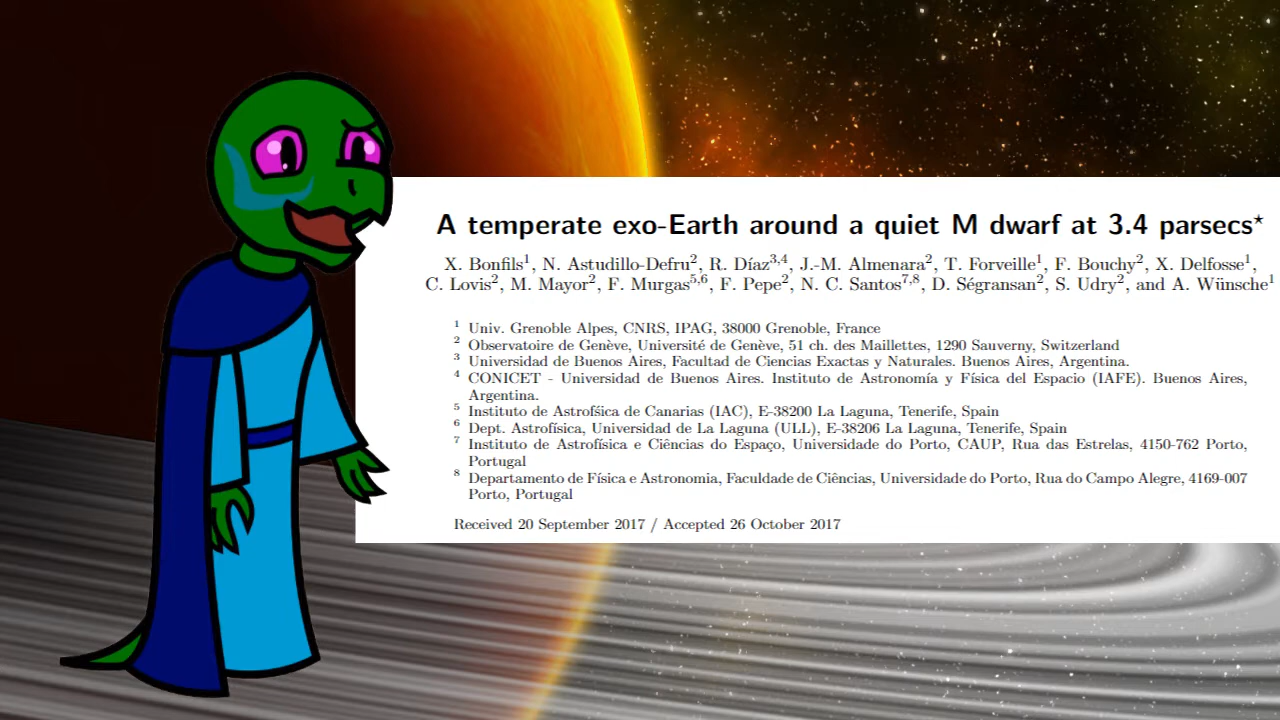 A temperate exo-Earth around a quiet M dwarf at 3.4 parsecs⋆
X. Bonfils¹, N. Astudillo-Defru², R. Díaz³,⁴, J.-M. Almenara², T. Forveille¹, F. Bouchy², X. Delfosse¹,
C. Lovis², M. Mayor², F. Murgas⁵,⁶, F. Pepe², N. C. Santos⁷,⁸, D. Ségransan², S. Udry², and A. Wünsche¹
¹ Univ. Grenoble Alpes, CNRS, IPAG, 38000 Grenoble, France
² Observatoire de Genève, Université de Genève, 51 ch. des Maillettes, 1290 Sauverny, Switzerland
³ Universidad de Buenos Aires, Facultad de Ciencias Exactas y Naturales. Buenos Aires, Argentina.
⁴ CONICET - Universidad de Buenos Aires. Instituto de Astronomía y Física del Espacio (IAFE). Buenos Aires,
Argentina.
⁵ Instituto de Astrofśica de Canarias (IAC), E-38200 La Laguna, Tenerife, Spain
⁶ Dept. Astrofísica, Universidad de La Laguna (ULL), E-38206 La Laguna, Tenerife, Spain
⁷ Instituto de Astrofísica e Ciências do Espaço, Universidade do Porto, CAUP, Rua das Estrelas, 4150-762 Porto,
Portugal
⁸ Departamento de Física e Astronomia, Faculdade de Ciências, Universidade do Porto, Rua do Campo Alegre, 4169-007
Porto, Portugal
Received 20 September 2017 / Accepted 26 October 2017